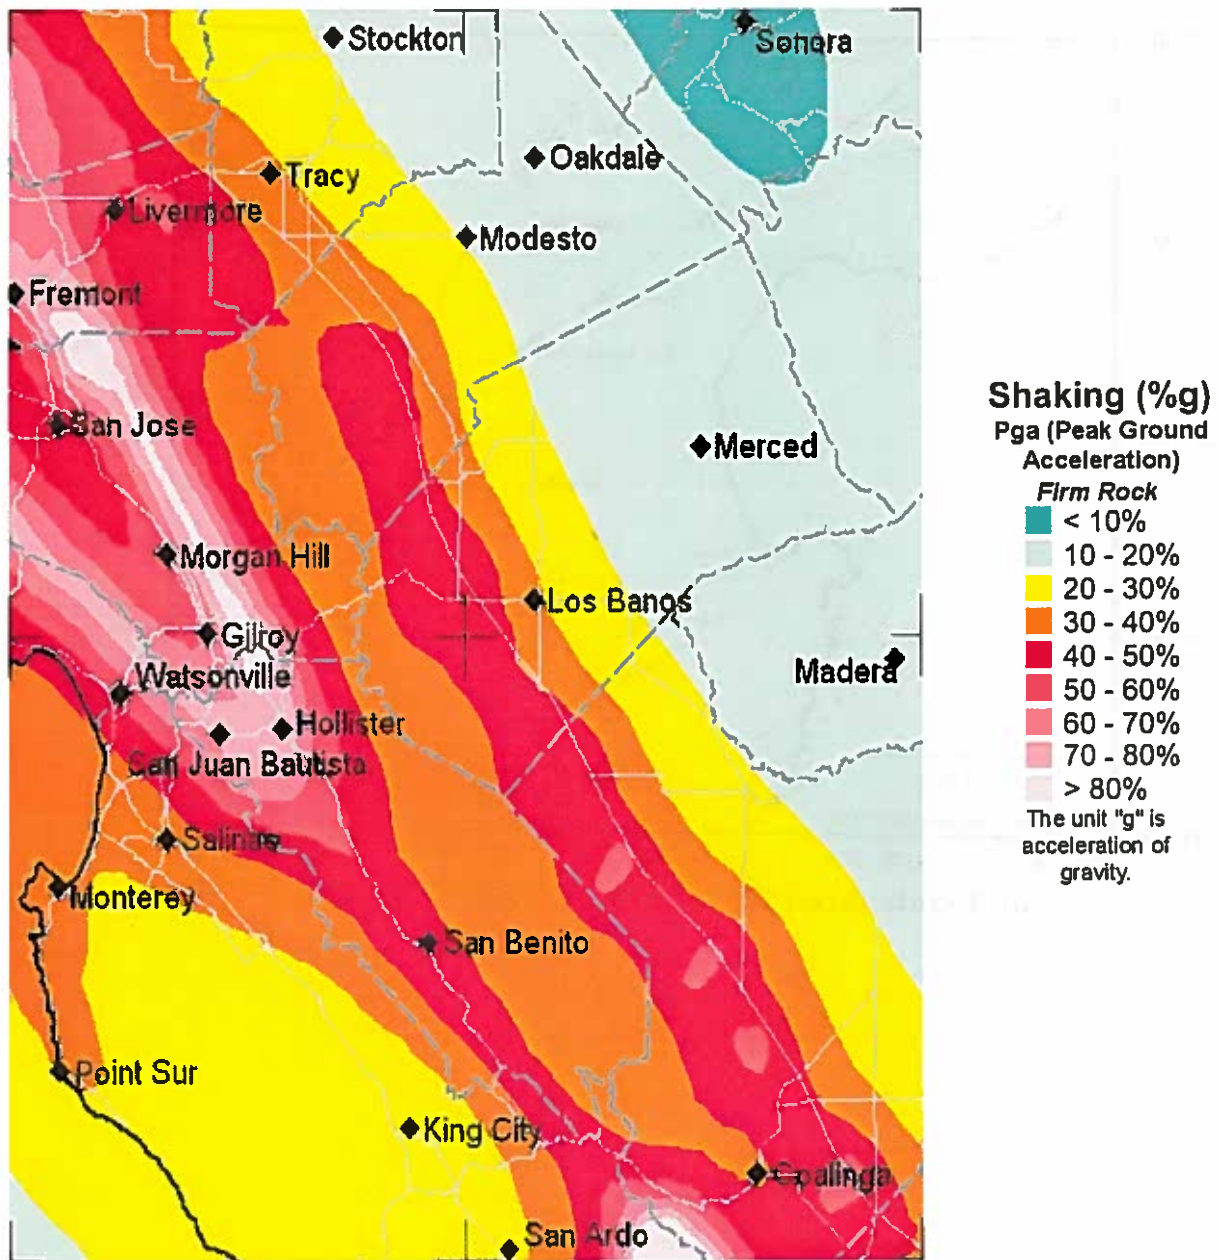 Stockton
Sonora
Oakdale
Tracy
Livermore
Modesto
Fremont
San Jose
Merced
Morgan Hill
Los Banos
Gilroy
Watsonville
Madera
Hollister
San Juan Bautista
Salinas
Monterey
San Benito
Point Sur
King City
Coalinga
San Ardo
Shaking (%g)
Pga (Peak Ground
Acceleration)
Firm Rock
< 10%
10 - 20%
20 - 30%
30 - 40%
40 - 50%
50 - 60%
60 - 70%
70 - 80%
> 80%
The unit "g" is
acceleration of
gravity.